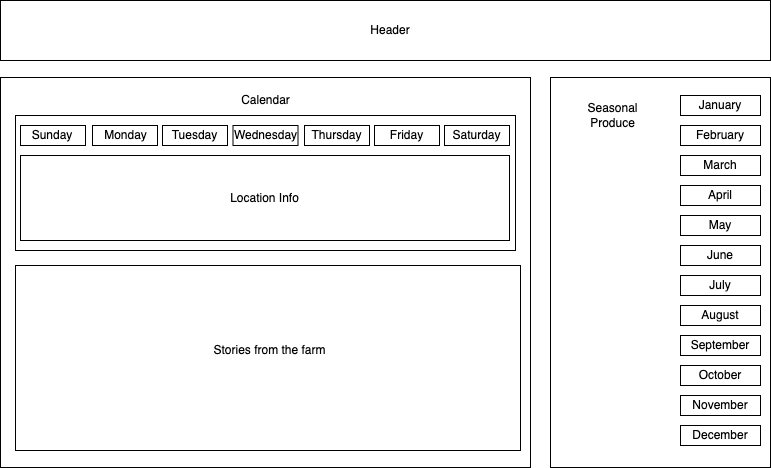 Header
Calendar
Sunday
Monday
Tuesday
Wednesday
Thursday
Friday
Saturday
Location Info
Stories from the farm
Seasonal
Produce
January
February
March
April
May
June
July
August
September
October
November
December